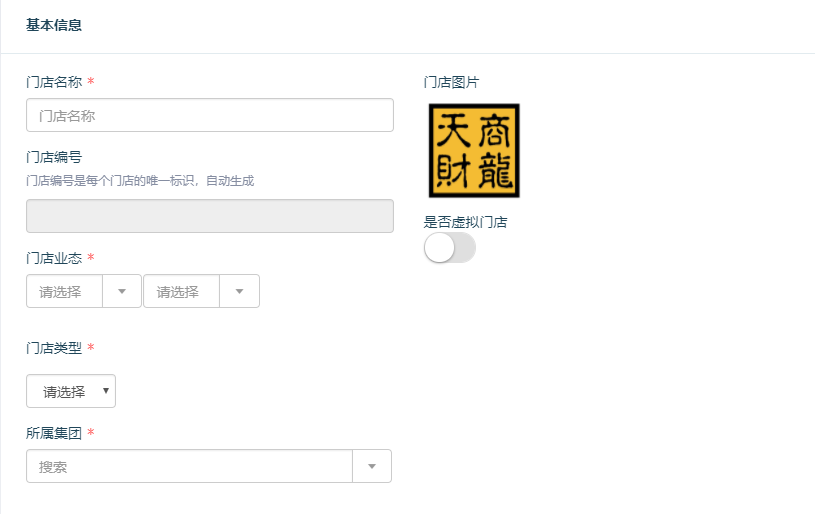 基本信息
门店名称 *
门店名称
门店编号
门店编号是每个门店的唯一标识，自动生成
门店业态 *
请选择 请选择
门店类型 *
请选择
所属集团 *
搜索
门店图片
天商
財龍
是否虚拟门店